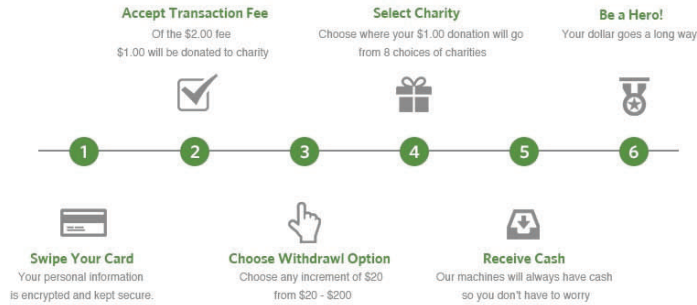 Accept Transaction Fee
Of the $2.00 fee
$1.00 will be donated to charity
Select Charity
Choose where your $1.00 donation will go
from 8 choices of charities
Be a Hero!
Your dollar goes a long way
1
2
3
4
5
6
Swipe Your Card
Your personal information
is encrypted and kept secure.
Choose Withdrawl Option
Choose any increment of $20
from $20 - $200
Receive Cash
Our machines will always have cash
so you don't have to worry